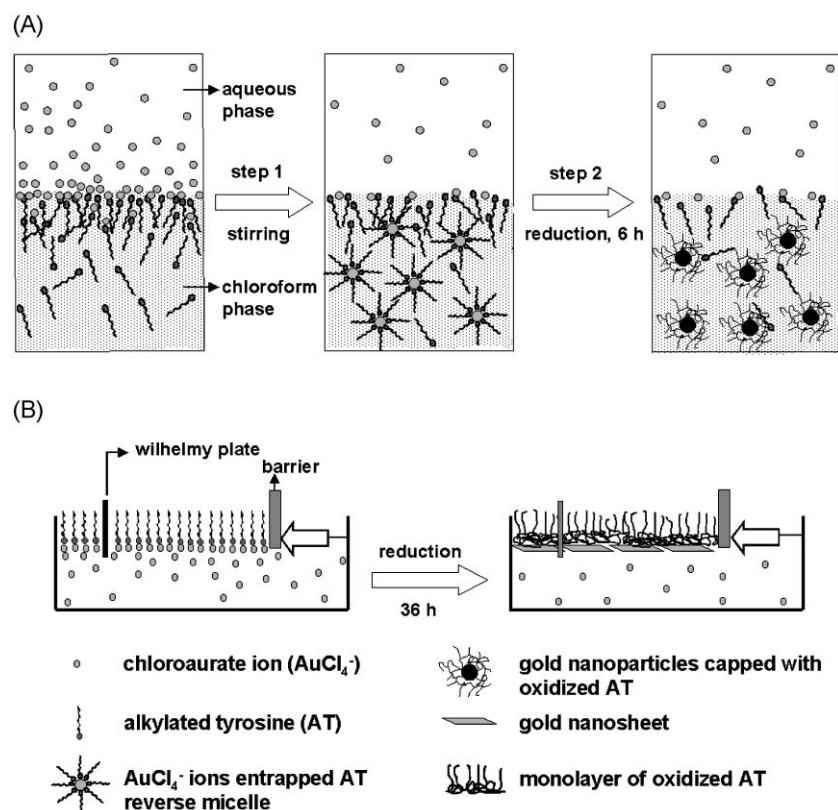 (A)
aqueous
phase
step 1
stirring
chloroform
phase
step 2
reduction, 6 h
(B)
wilhelmy plate
barrier
reduction
36 h
chloroaurate ion (AuCl₄⁻)
alkylated tyrosine (AT)
AuCl₄⁻ ions entrapped AT
reverse micelle
gold nanoparticles capped with
oxidized AT
gold nanosheet
monolayer of oxidized AT